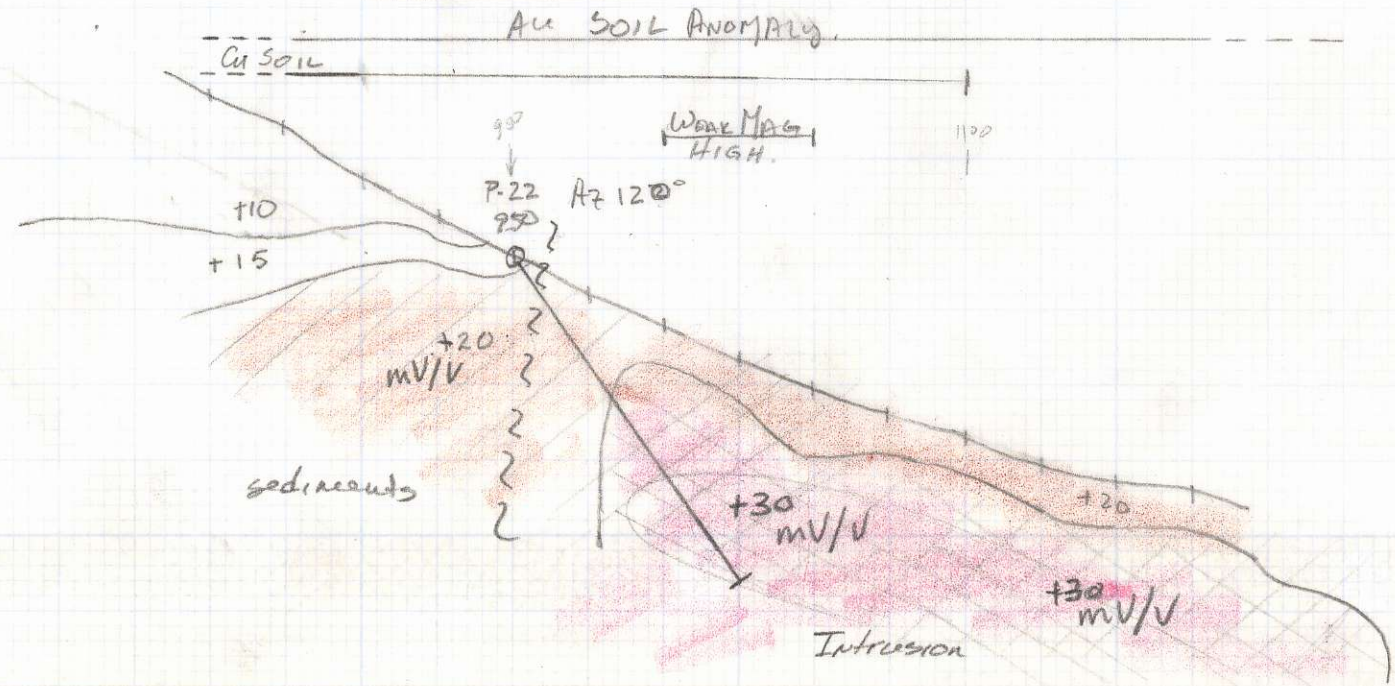 Au SOIL ANOMALY.
Cu SOIL
WEAK MAG
HIGH.
1100
P-22 Az 120°
950
+10
+15
+20
mV/V
sediments
+30
mV/V
+20
+30
mV/V
Intrusion